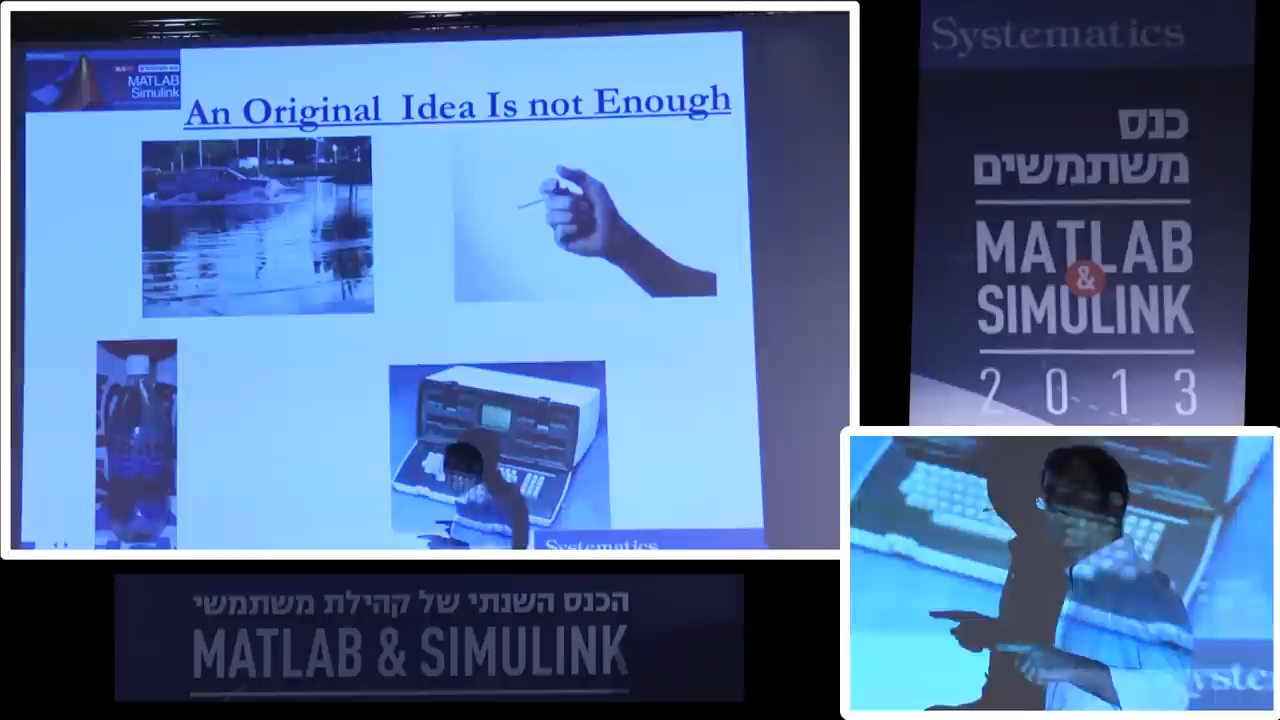 MATLAB
Simulink
An Original Idea Is not Enough
Systematics
Systematics
כנס
משתמשים
MATLAB
&
SIMULINK
2013
הכנס השנתי של קהילת משתמשי
MATLAB & SIMULINK
yste